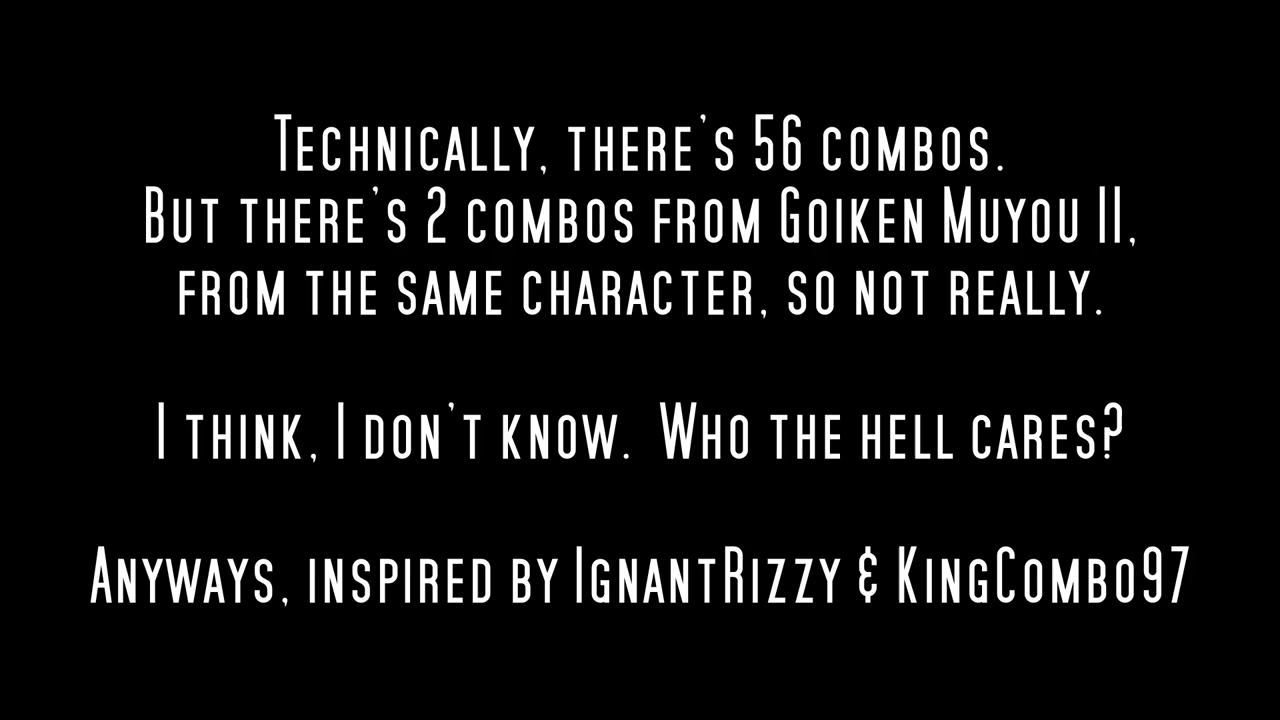 Technically, there's 56 combos.
But there's 2 combos from Goiken Muyou II,
from the same character, so not really.
I think, I don't know. Who the hell cares?
Anyways, inspired by IgnantRizzy & KingCombo97